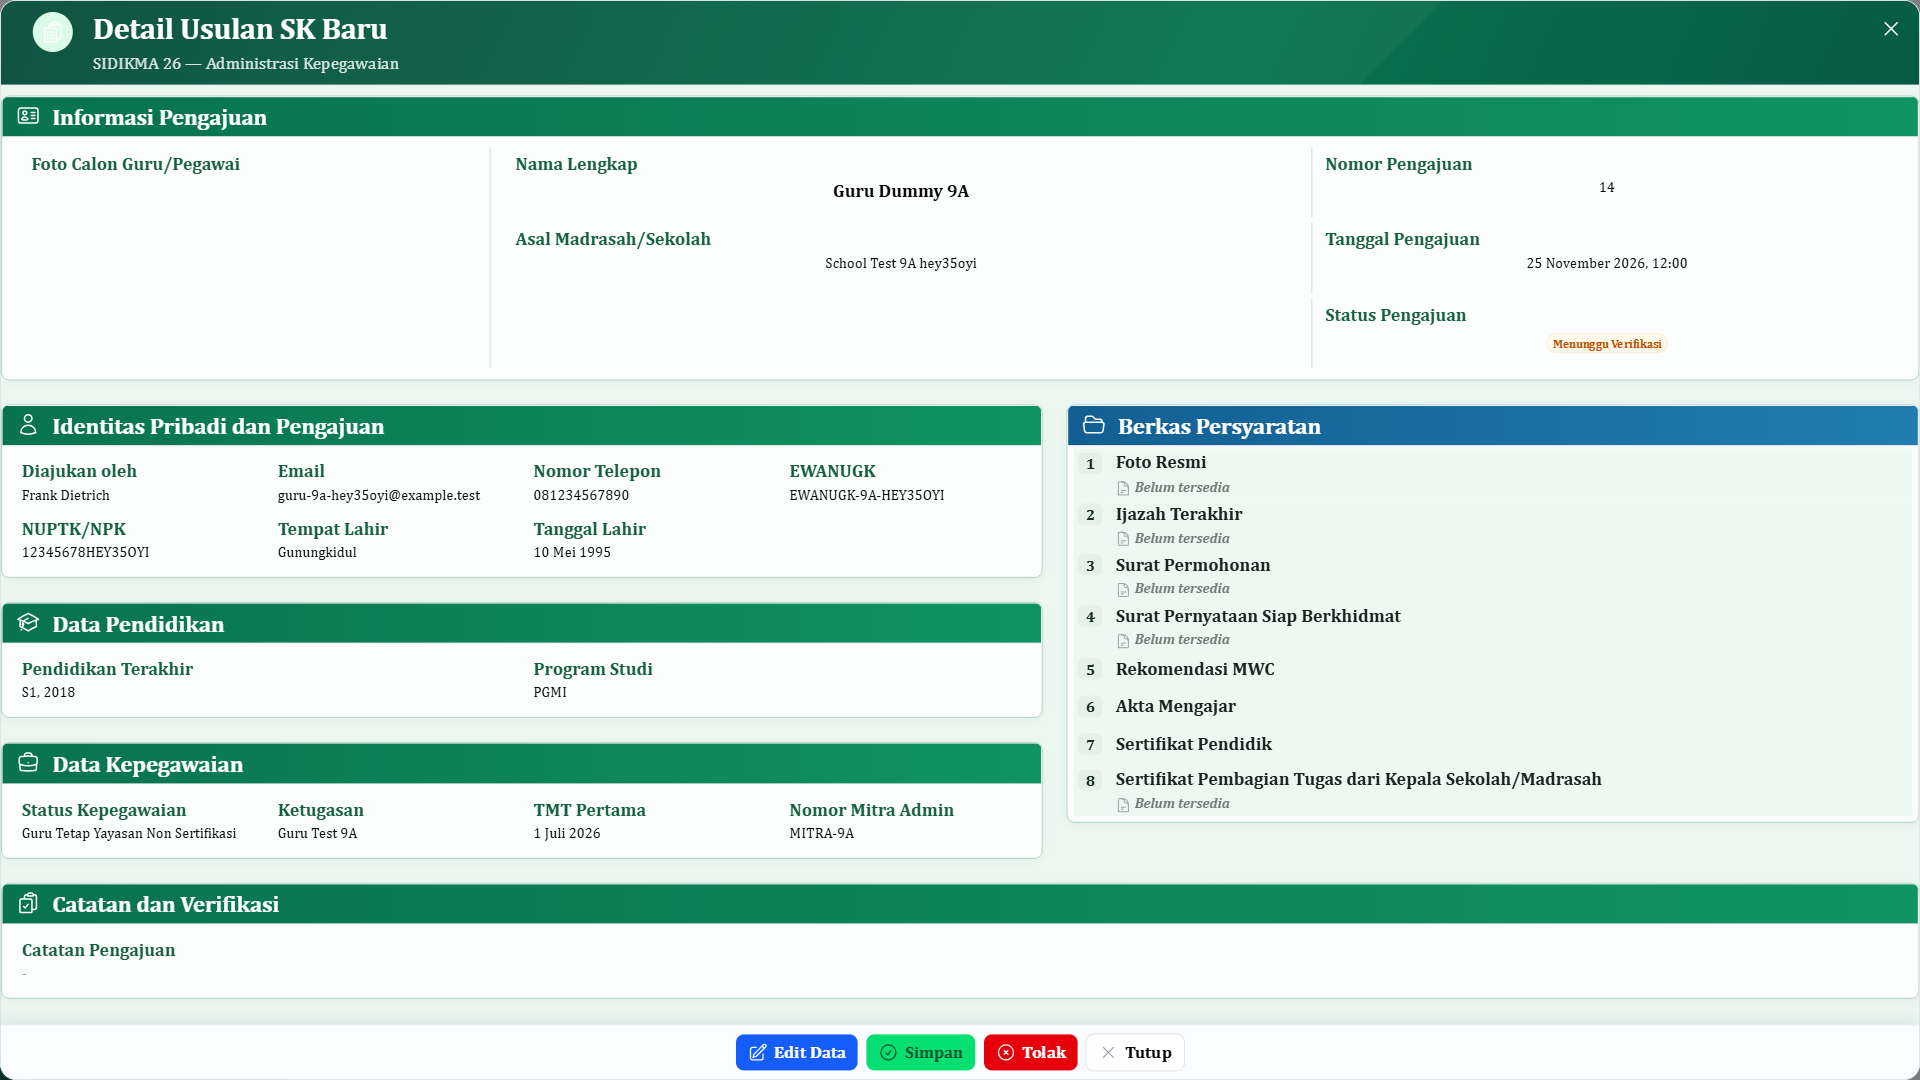 Detail Usulan SK Baru
SIDIKMA 26 — Administrasi Kepegawaian
Informasi Pengajuan
Foto Calon Guru/Pegawai
Nama Lengkap
Guru Dummy 9A
Asal Madrasah/Sekolah
School Test 9A hey35oyi
Nomor Pengajuan
14
Tanggal Pengajuan
25 November 2026, 12:00
Status Pengajuan
Menunggu Verifikasi
Identitas Pribadi dan Pengajuan
Diajukan oleh
Frank Dietrich
Email
guru-9a-hey35oyi@example.test
Nomor Telepon
081234567890
EWANUGK
EWANUGK-9A-HEY35OYI
NUPTK/NPK
12345678HEY35OYI
Tempat Lahir
Gunungkidul
Tanggal Lahir
10 Mei 1995
Data Pendidikan
Pendidikan Terakhir
S1, 2018
Program Studi
PGMI
Data Kepegawaian
Status Kepegawaian
Guru Tetap Yayasan Non Sertifikasi
Ketugasan
Guru Test 9A
TMT Pertama
1 Juli 2026
Nomor Mitra Admin
MITRA-9A
Berkas Persyaratan
1 Foto Resmi
Belum tersedia
2 Ijazah Terakhir
Belum tersedia
3 Surat Permohonan
Belum tersedia
4 Surat Pernyataan Siap Berkhidmat
Belum tersedia
5 Rekomendasi MWC
6 Akta Mengajar
7 Sertifikat Pendidik
8 Sertifikat Pembagian Tugas dari Kepala Sekolah/Madrasah
Belum tersedia
Catatan dan Verifikasi
Catatan Pengajuan
-
Edit Data
Simpan
Tolak
Tutup